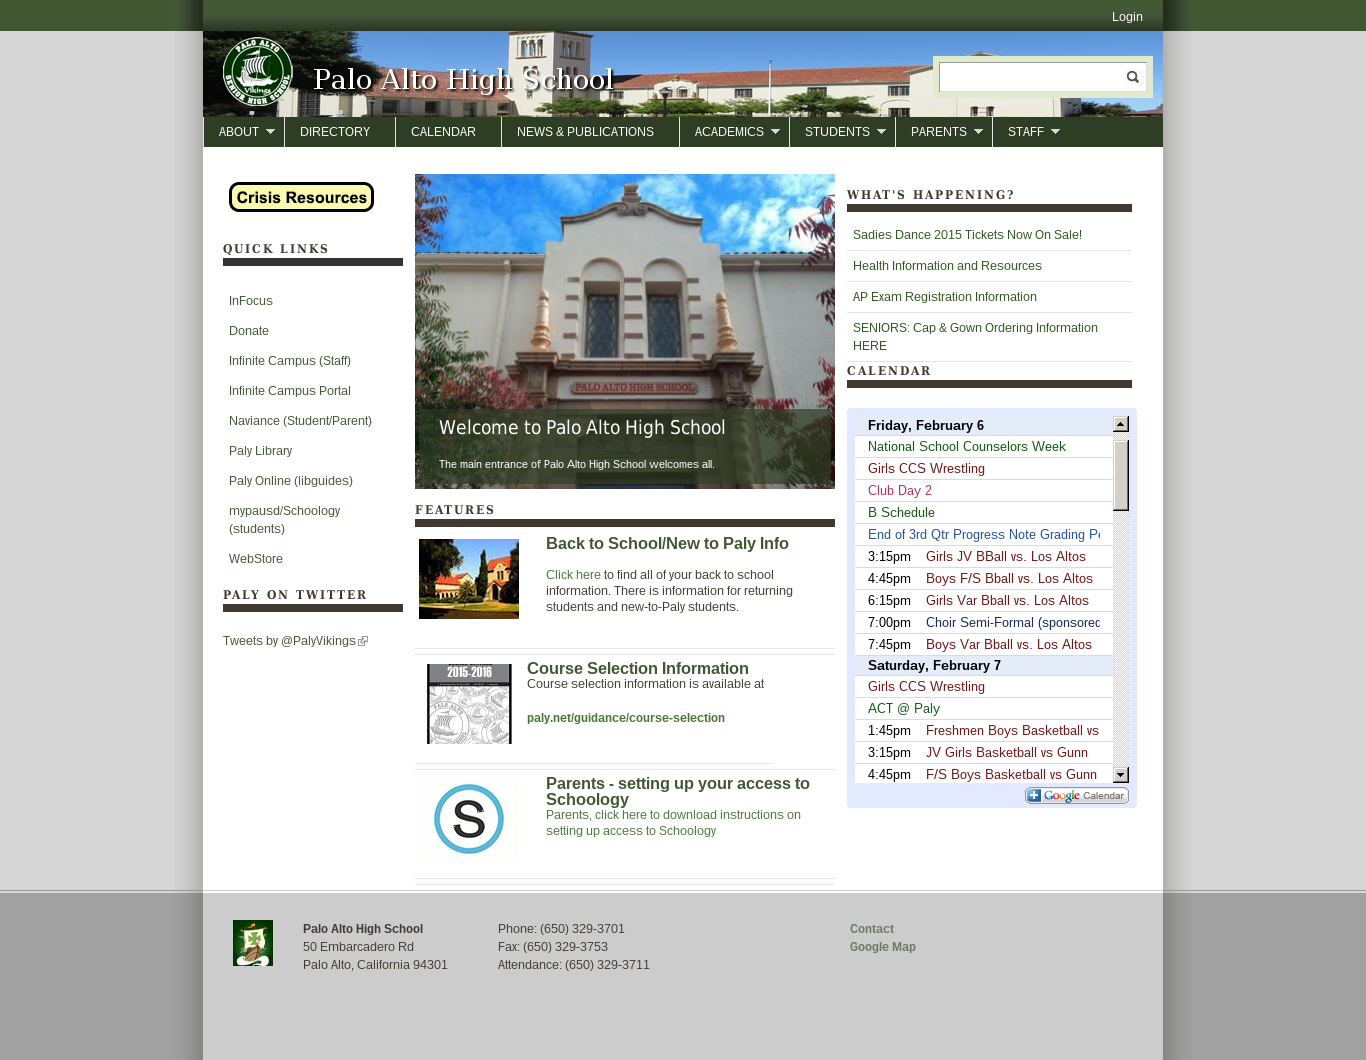 Login
PALO ALTO
Vikings
SENIOR HIGH SCHOOL
Palo Alto High School
ABOUT
DIRECTORY
CALENDAR
NEWS & PUBLICATIONS
ACADEMICS
STUDENTS
PARENTS
STAFF
Crisis Resources
QUICK LINKS
InFocus
Donate
Infinite Campus (Staff)
Infinite Campus Portal
Naviance (Student/Parent)
Paly Library
Paly Online (libguides)
mypausd/Schoology
(students)
WebStore
PALY ON TWITTER
Tweets by @PalyVikings
PALO ALTO HIGH SCHOOL
Welcome to Palo Alto High School
The main entrance of Palo Alto High School welcomes all.
FEATURES
Back to School/New to Paly Info
Click here to find all of your back to school
information. There is information for returning
students and new-to-Paly students.
2015-2016
Course Selection Information
Course selection information is available at
paly.net/guidance/course-selection
S
Parents - setting up your access to
Schoology
Parents, click here to download instructions on
setting up access to Schoology
WHAT'S HAPPENING?
Sadies Dance 2015 Tickets Now On Sale!
Health Information and Resources
AP Exam Registration Information
SENIORS: Cap & Gown Ordering Information
HERE
CALENDAR
Friday, February 6
National School Counselors Week
Girls CCS Wrestling
Club Day 2
B Schedule
End of 3rd Qtr Progress Note Grading Pe
3:15pm Girls JV BBall vs. Los Altos
4:45pm Boys F/S Bball vs. Los Altos
6:15pm Girls Var Bball vs. Los Altos
7:00pm Choir Semi-Formal (sponsored
7:45pm Boys Var Bball vs. Los Altos
Saturday, February 7
Girls CCS Wrestling
ACT @ Paly
1:45pm Freshmen Boys Basketball vs
3:15pm JV Girls Basketball vs Gunn
4:45pm F/S Boys Basketball vs Gunn
Google Calendar
Palo Alto High School
50 Embarcadero Rd
Palo Alto, California 94301
Phone: (650) 329-3701
Fax: (650) 329-3753
Attendance: (650) 329-3711
Contact
Google Map